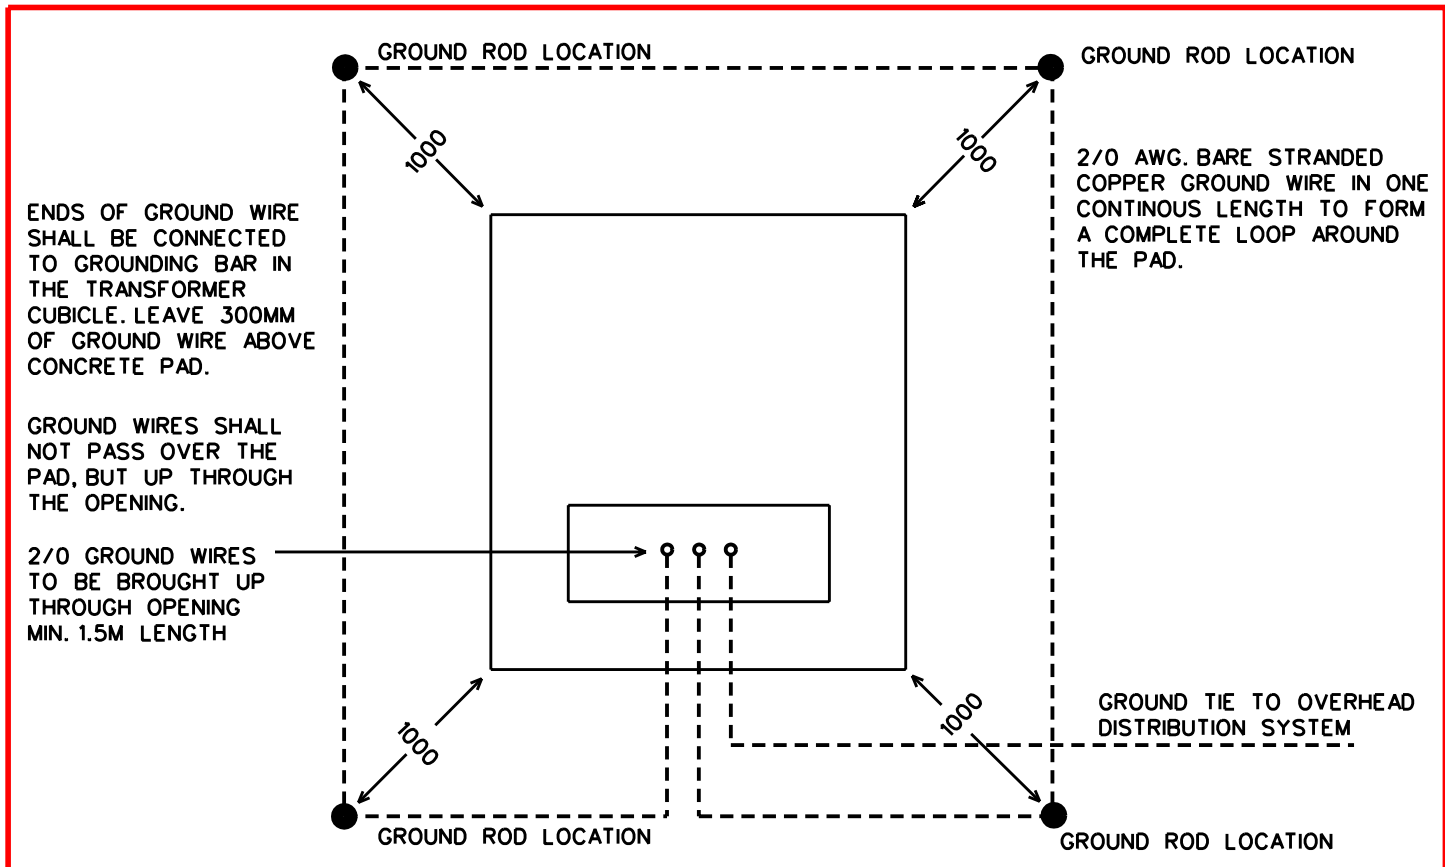 GROUND ROD LOCATION
GROUND ROD LOCATION
1000
1000
2/0 AWG. BARE STRANDED
COPPER GROUND WIRE IN ONE
CONTINOUS LENGTH TO FORM
A COMPLETE LOOP AROUND
THE PAD.
ENDS OF GROUND WIRE
SHALL BE CONNECTED
TO GROUNDING BAR IN
THE TRANSFORMER
CUBICLE. LEAVE 300MM
OF GROUND WIRE ABOVE
CONCRETE PAD.
GROUND WIRES SHALL
NOT PASS OVER THE
PAD, BUT UP THROUGH
THE OPENING.
2/0 GROUND WIRES
TO BE BROUGHT UP
THROUGH OPENING
MIN. 1.5M LENGTH
1000
1000
GROUND TIE TO OVERHEAD
DISTRIBUTION SYSTEM
GROUND ROD LOCATION
GROUND ROD LOCATION